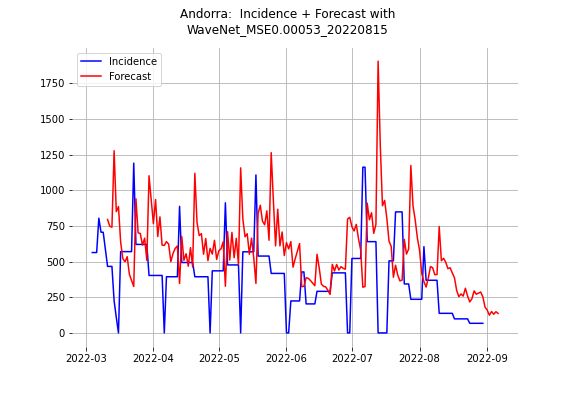 Andorra:  Incidence + Forecast with
WaveNet_MSE0.00053_20220815
Incidence
Forecast
1750
1500
1250
1000
750
500
250
0
2022-03 2022-04 2022-05 2022-06 2022-07 2022-08 2022-09